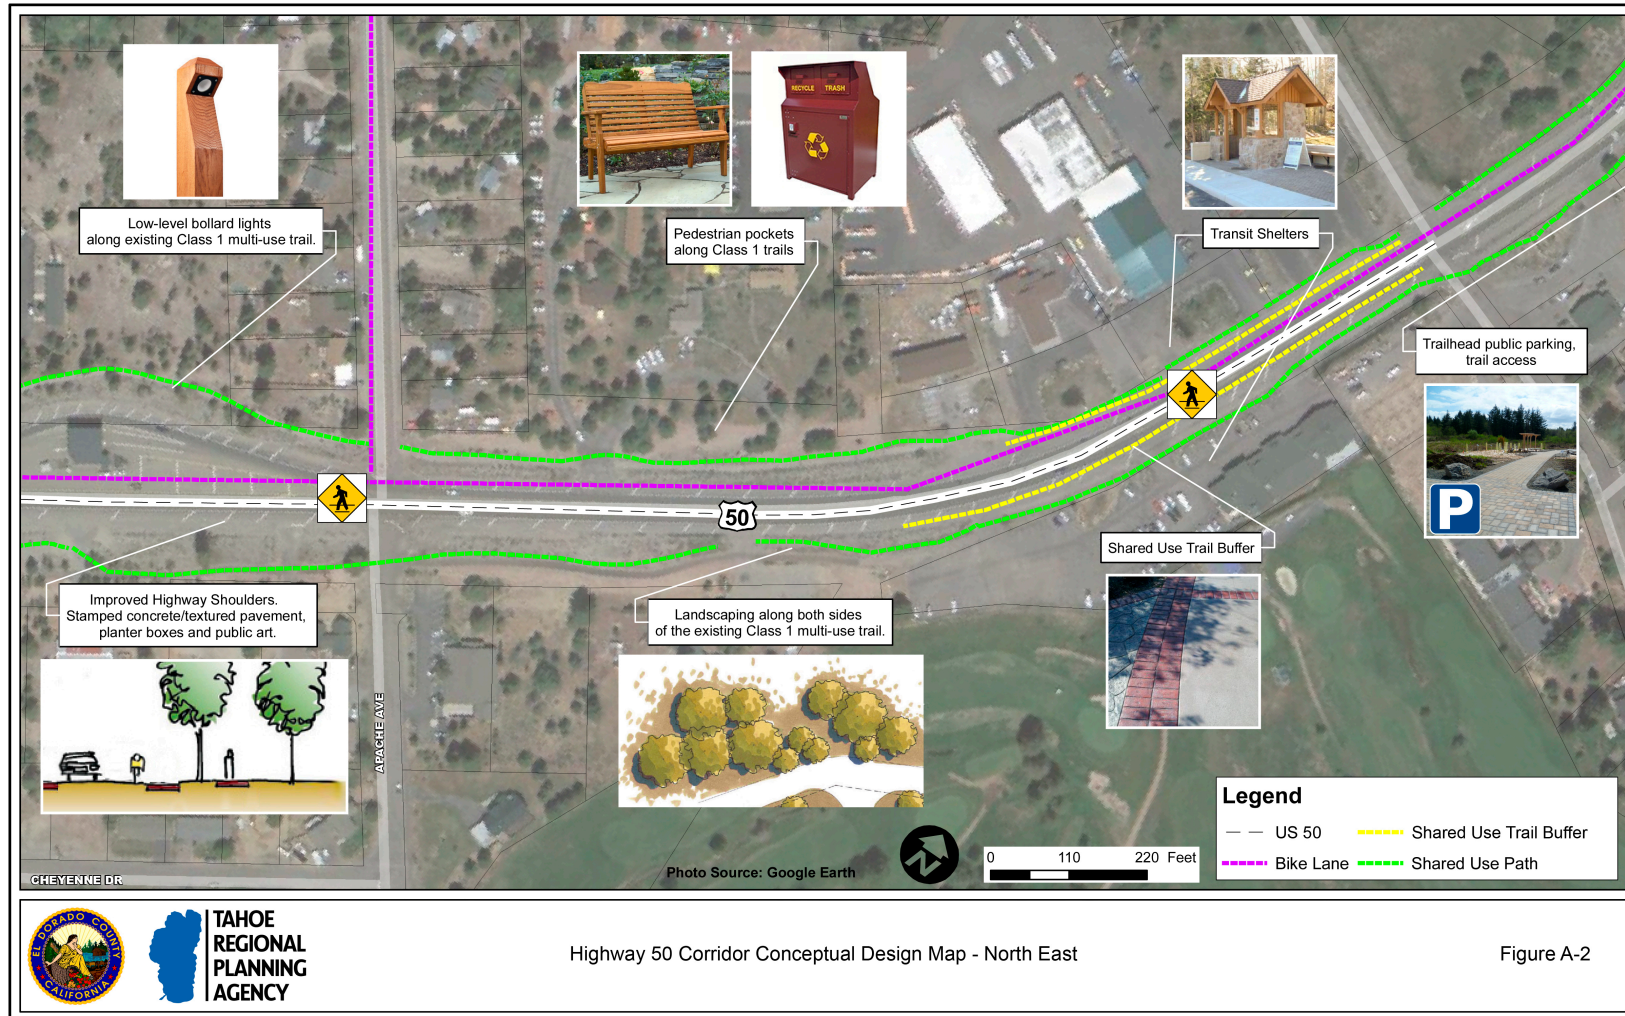 RECYCLE TRASH
Low-level bollard lights
along existing Class 1 multi-use trail.
Pedestrian pockets
along Class 1 trails
Transit Shelters
Trailhead public parking,
trail access
P
50
Shared Use Trail Buffer
Improved Highway Shoulders.
Stamped concrete/textured pavement,
planter boxes and public art.
Landscaping along both sides
of the existing Class 1 multi-use trail.
APACHE AVE
CHEYENNE DR
Photo Source: Google Earth
N
0 110 220 Feet
Legend
US 50
Shared Use Trail Buffer
Bike Lane
Shared Use Path
EL DORADO COUNTY
CALIFORNIA
TAHOE
REGIONAL
PLANNING
AGENCY
Highway 50 Corridor Conceptual Design Map - North East
Figure A-2